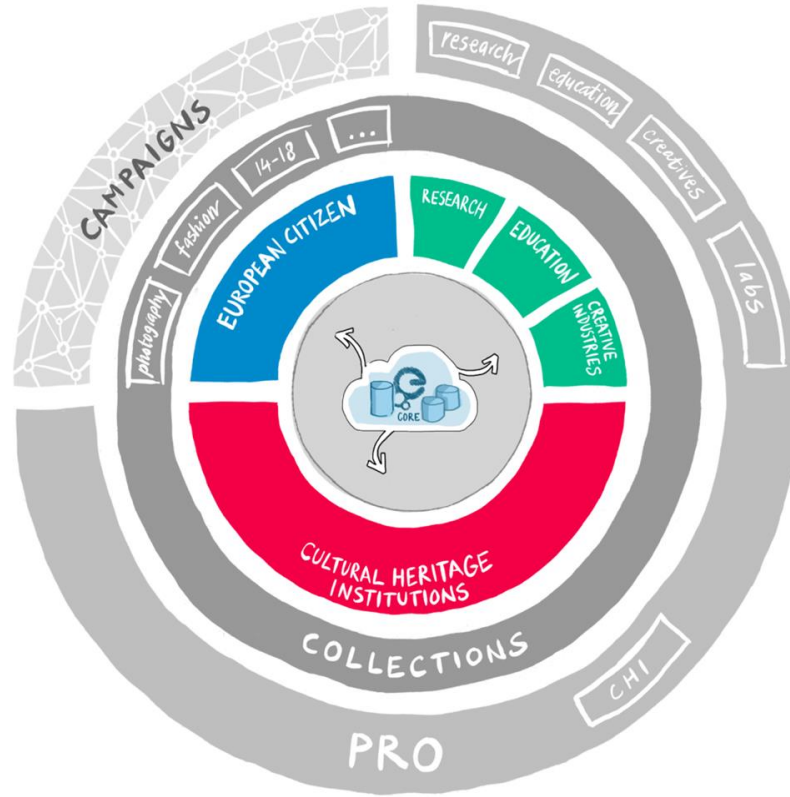 CAMPAIGNS
research
education
creatives
labs
photography
fashion
14-18
...
EUROPEAN CITIZEN
RESEARCH
EDUCATION
CREATIVE
INDUSTRIES
CORE
CULTURAL HERITAGE
INSTITUTIONS
COLLECTIONS
CHI
PRO